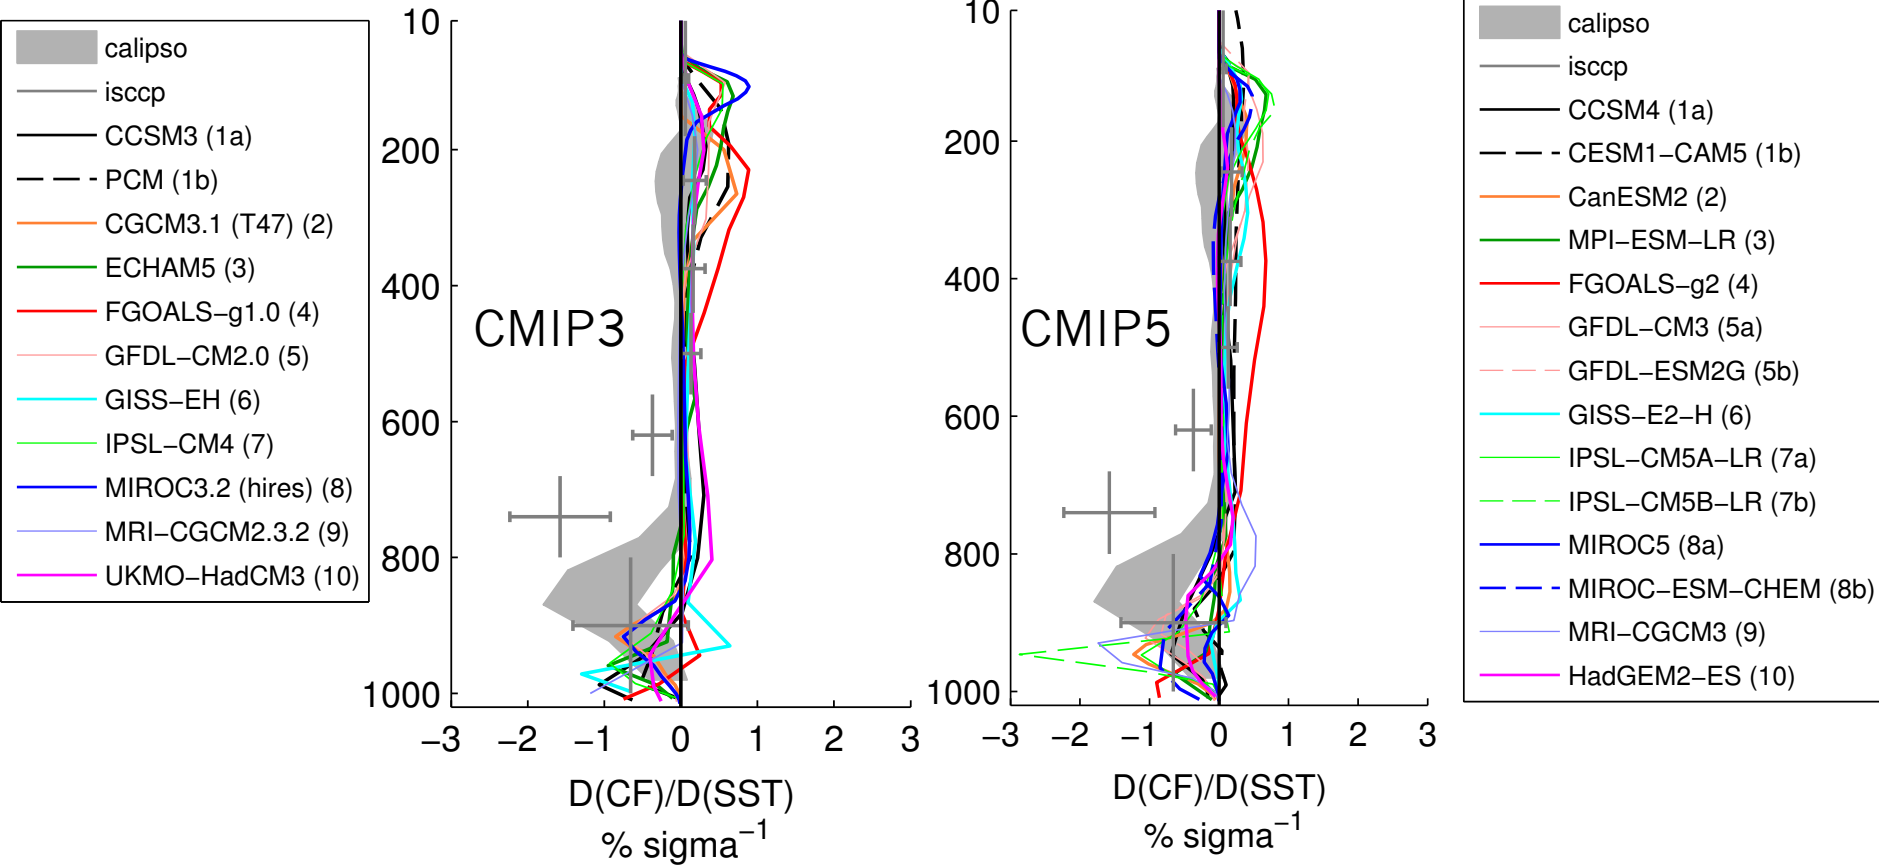 calipso
isccp
CCSM3 (1a)
PCM (1b)
CGCM3.1 (T47) (2)
ECHAM5 (3)
FGOALS−g1.0 (4)
GFDL−CM2.0 (5)
GISS−EH (6)
IPSL−CM4 (7)
MIROC3.2 (hires) (8)
MRI−CGCM2.3.2 (9)
UKMO−HadCM3 (10)
10
200
400
600
800
1000
CMIP3
−3 −2 −1 0 1 2 3
D(CF)/D(SST)
% sigma−1
10
200
400
600
800
1000
CMIP5
−3 −2 −1 0 1 2 3
D(CF)/D(SST)
% sigma−1
calipso
isccp
CCSM4 (1a)
CESM1−CAM5 (1b)
CanESM2 (2)
MPI−ESM−LR (3)
FGOALS−g2 (4)
GFDL−CM3 (5a)
GFDL−ESM2G (5b)
GISS−E2−H (6)
IPSL−CM5A−LR (7a)
IPSL−CM5B−LR (7b)
MIROC5 (8a)
MIROC−ESM−CHEM (8b)
MRI−CGCM3 (9)
HadGEM2−ES (10)